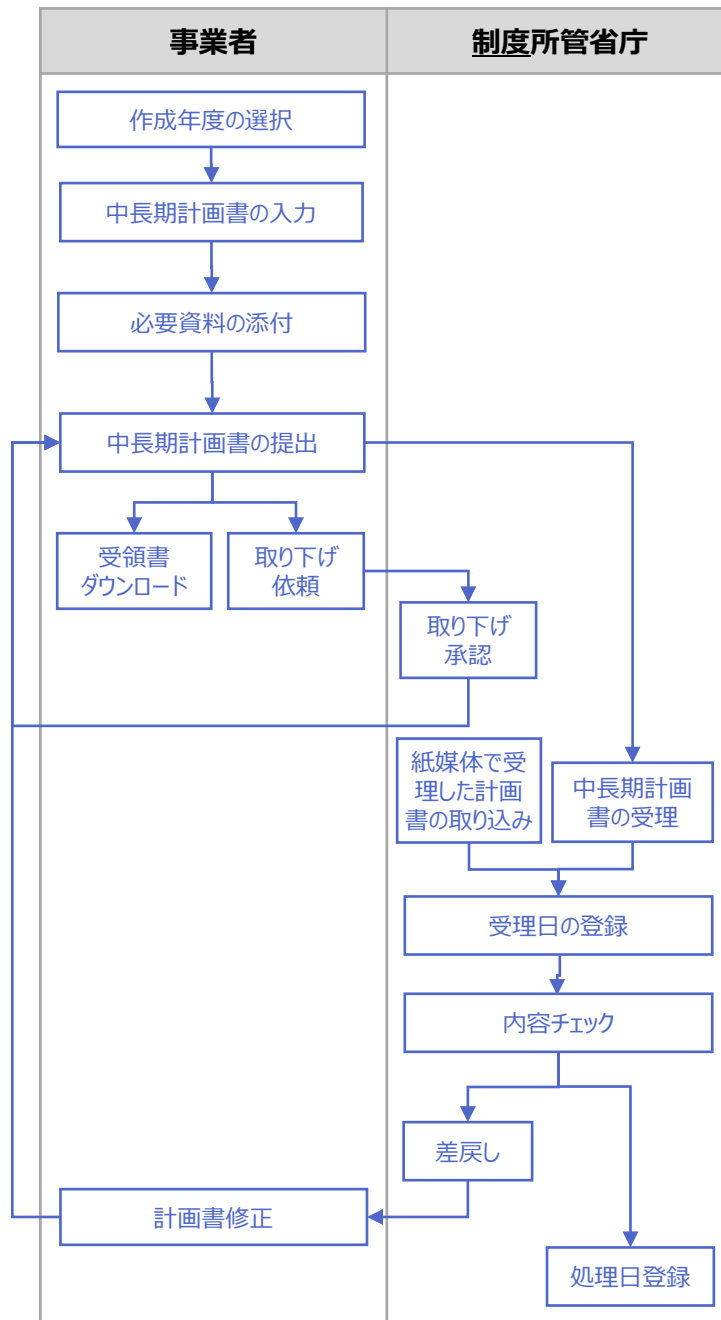 事業者
制度所管省庁
作成年度の選択
中長期計画書の入力
必要資料の添付
中長期計画書の提出
受領書
ダウンロード
取り下げ
依頼
取り下げ
承認
紙媒体で受
理した計画
書の取り込み
中長期計画
書の受理
受理日の登録
内容チェック
差戻し
計画書修正
処理日登録